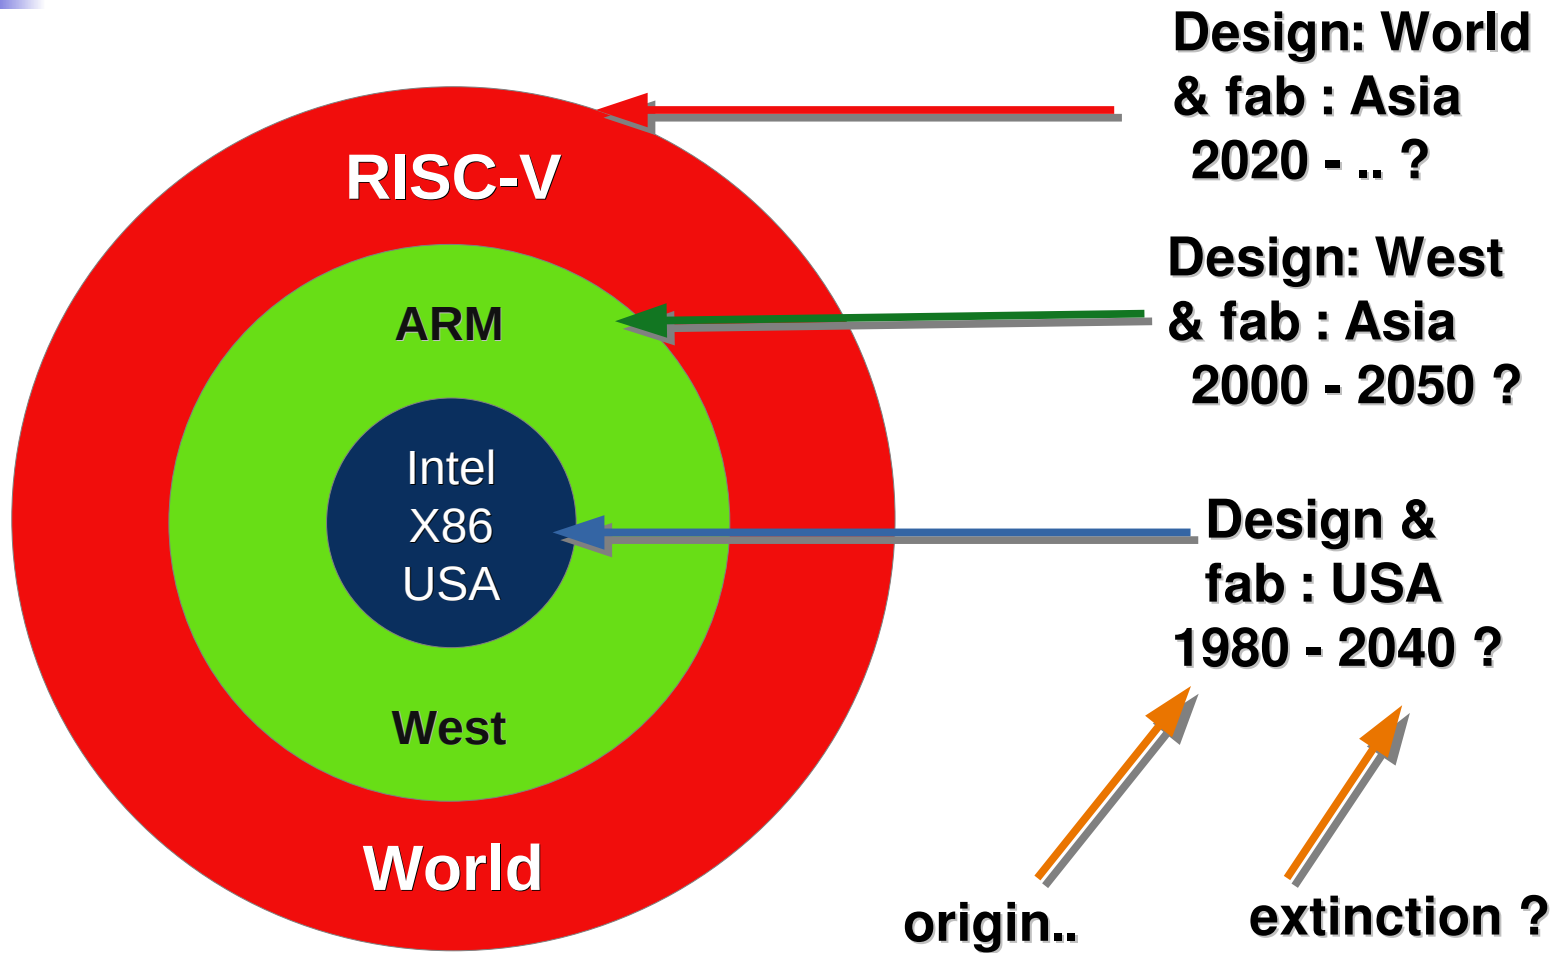 Design: World
& fab : Asia
2020 - .. ?
RISC-V
Design: West
& fab : Asia
2000 - 2050 ?
ARM
Intel
X86
USA
Design &
fab : USA
1980 - 2040 ?
West
World
origin..
extinction ?